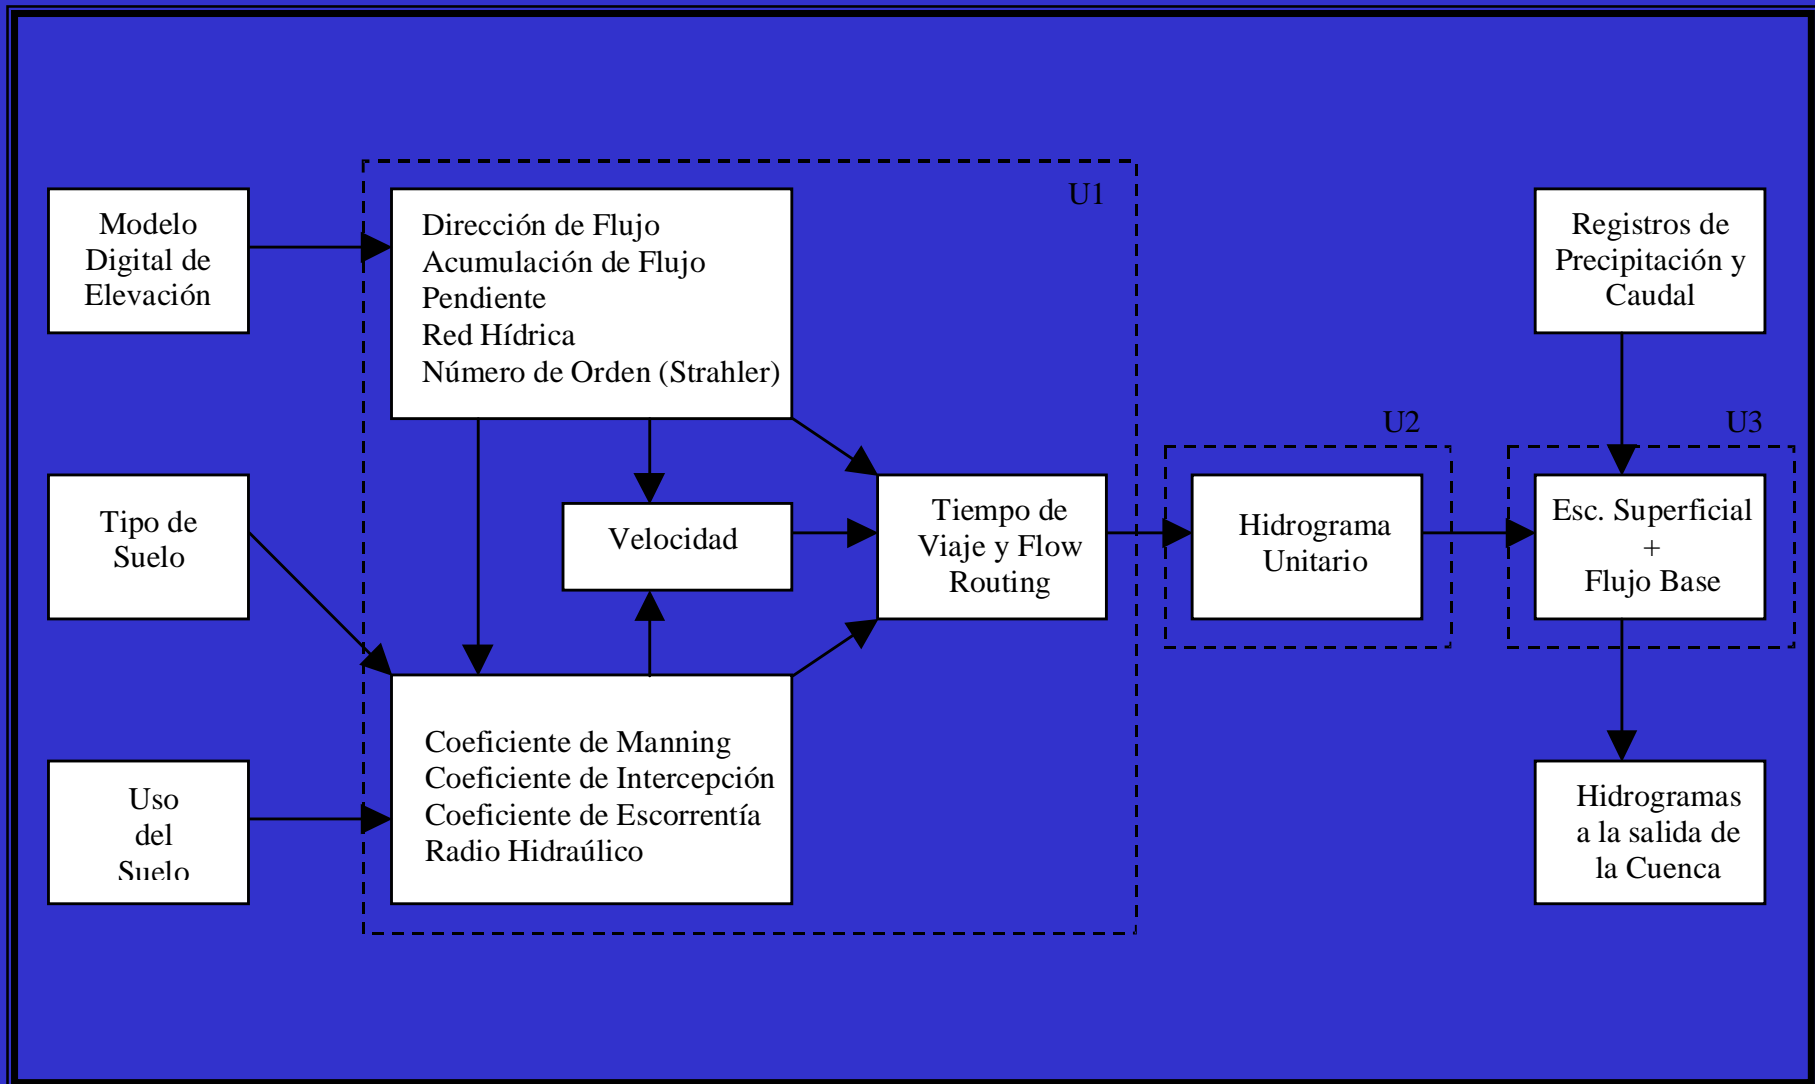 U1
Modelo
Digital de
Elevación
Dirección de Flujo
Acumulación de Flujo
Pendiente
Red Hídrica
Número de Orden (Strahler)
Registros de
Precipitación y
Caudal
U2
U3
Tipo de
Suelo
Velocidad
Tiempo de
Viaje y Flow
Routing
Hidrograma
Unitario
Esc. Superficial
+
Flujo Base
Uso
del
Suelo
Coeficiente de Manning
Coeficiente de Intercepción
Coeficiente de Escorrentía
Radio Hidraúlico
Hidrogramas
a la salida de
la Cuenca